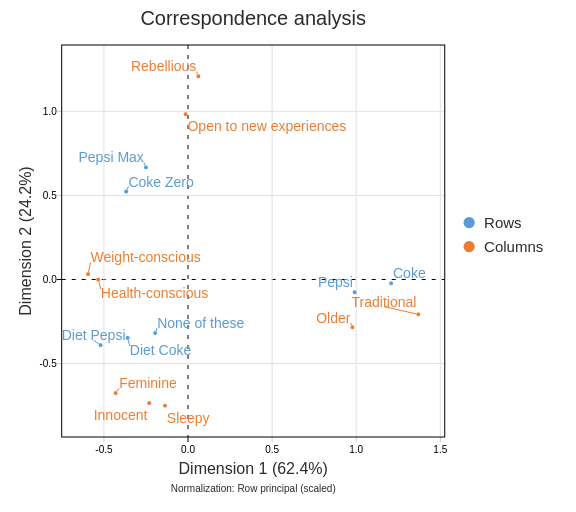 Correspondence analysis
Rebellious
1.0
Open to new experiences
Pepsi Max
Coke Zero
0.5
Rows
Columns
Weight-conscious
Coke
0.0
Pepsi
Health-conscious
Traditional
Older
None of these
Diet Pepsi
Diet Coke
-0.5
Feminine
Innocent
Sleepy
Dimension 2 (24.2%)
-0.5 0.0 0.5 1.0 1.5
Dimension 1 (62.4%)
Normalization: Row principal (scaled)